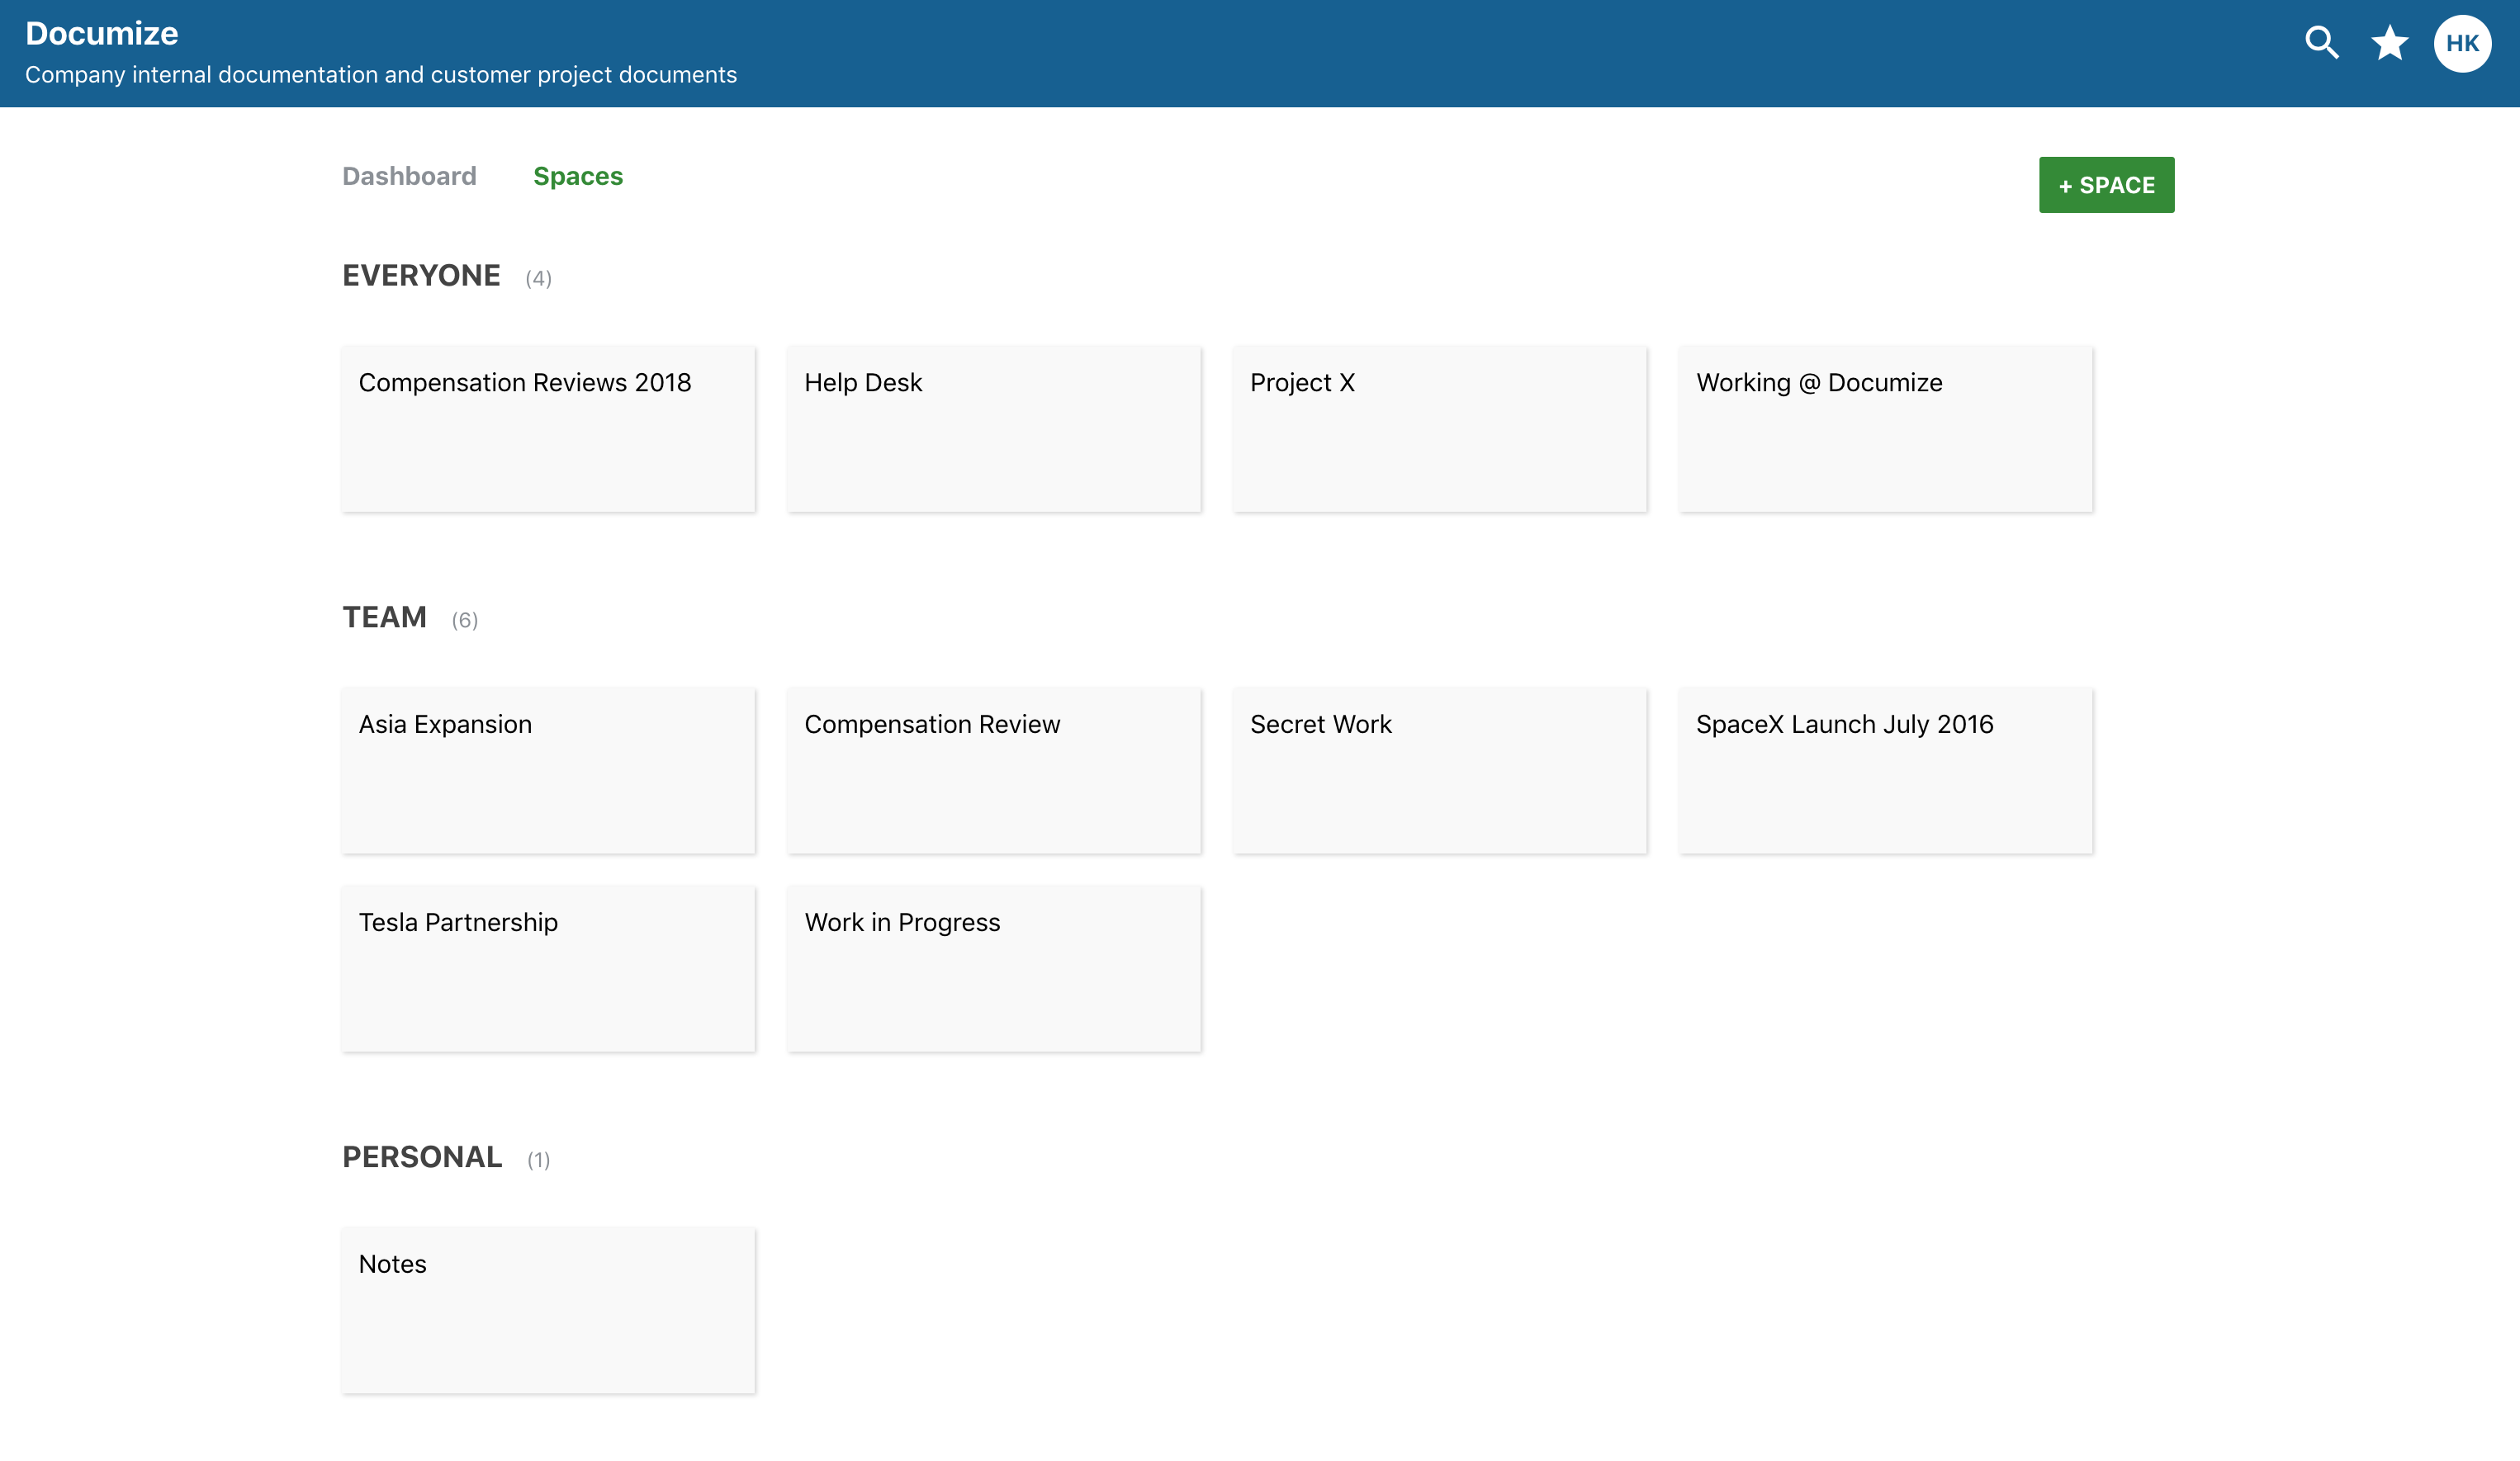 Documize
Company internal documentation and customer project documents
HK
Dashboard Spaces
+ SPACE
EVERYONE (4)
Compensation Reviews 2018
Help Desk
Project X
Working @ Documize
TEAM (6)
Asia Expansion
Compensation Review
Secret Work
SpaceX Launch July 2016
Tesla Partnership
Work in Progress
PERSONAL (1)
Notes